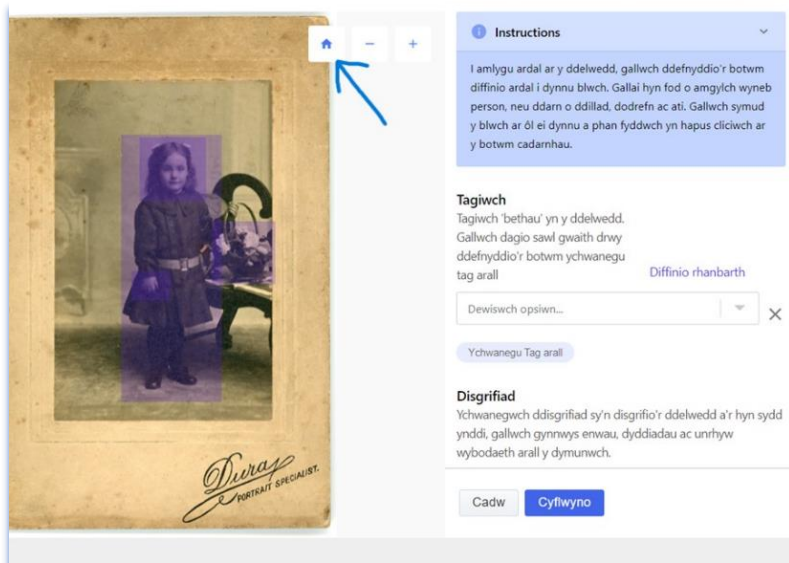 Instructions
I amlygu ardal ar y ddelwedd, gallwch ddefnyddio'r botwm
diffinio ardal i dynnu blwch. Gallai hyn fod o amgylch wyneb
person, neu ddarn o ddillad, dodrefn ac ati. Gallwch symud
y blwch ar ôl ei dynnu a phan fyddwch yn hapus cliciwch ar
y botwm cadarnhau.
Tagiwch
Tagiwch 'bethau' yn y ddelwedd.
Gallwch dagio sawl gwaith drwy
ddefnyddio'r botwm ychwanegu
tag arall
Diffinio rhanbarth
Dewiswch opsiwn...
Ychwanegu Tag arall
Disgrifiad
Ychwanegwch ddisgrifiad sy'n disgrifio'r ddelwedd a'r hyn sydd
ynddi, gallwch gynnwys enwau, dyddiadau ac unrhyw
wybodaeth arall y dymunwch.
Cadw
Cyflwyno
Dura
PORTRAIT SPECIALIST.